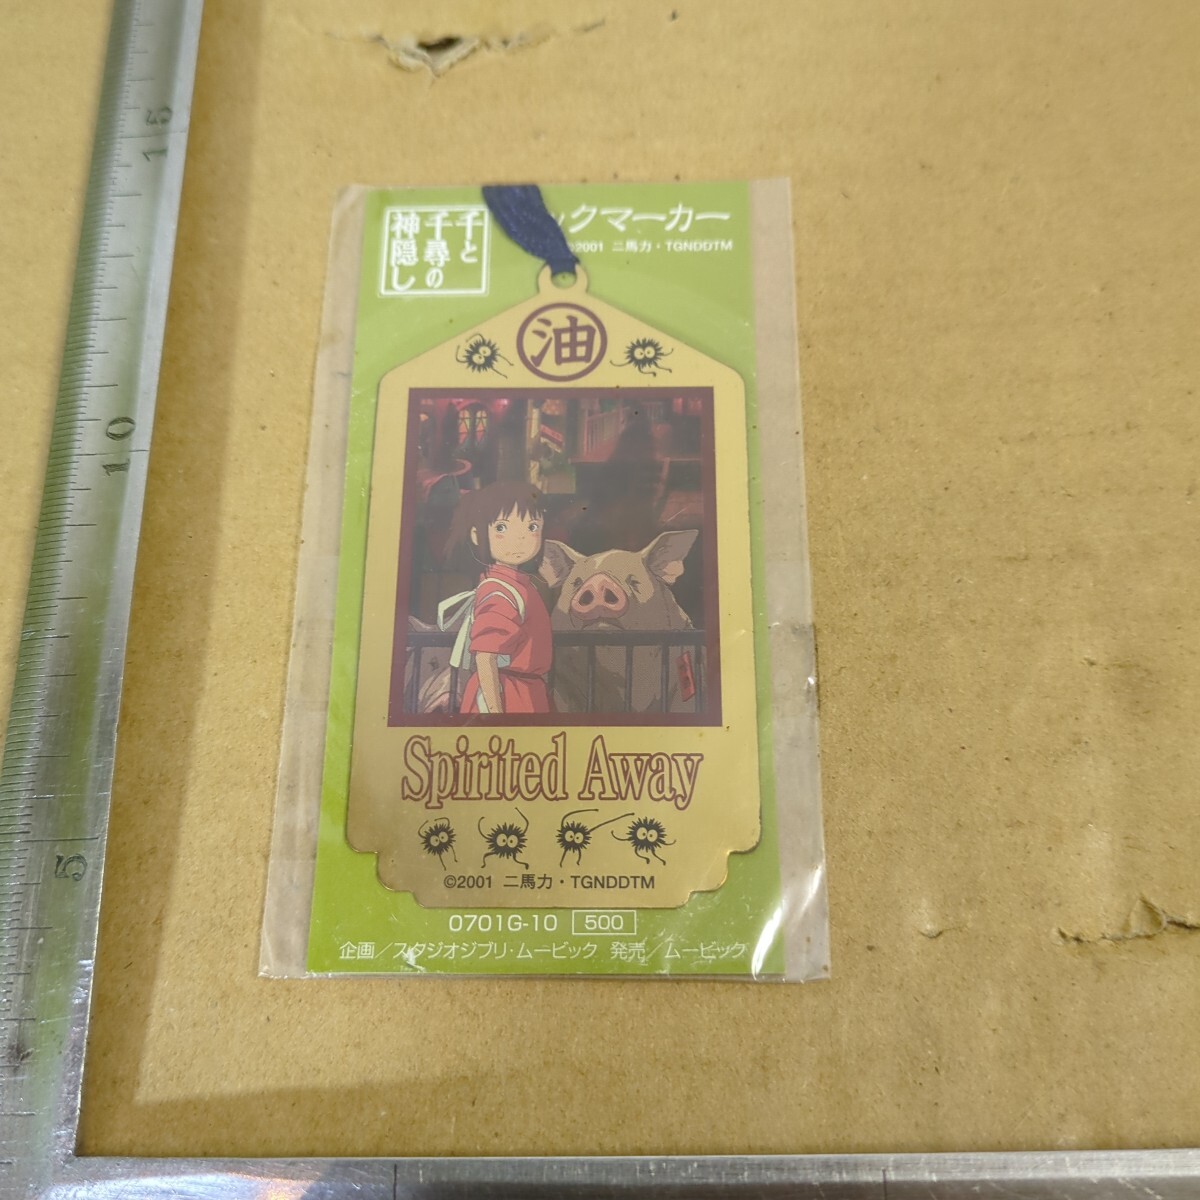 千と
千尋の
神隠し
ックマーカー
©2001 二馬力・TGNDDTM
油
Spirited Away
©2001 二馬力・TGNDDTM
0701G-10 500
企画／スタジオジブリ・ムービック 発売／ムービック
15
10
5